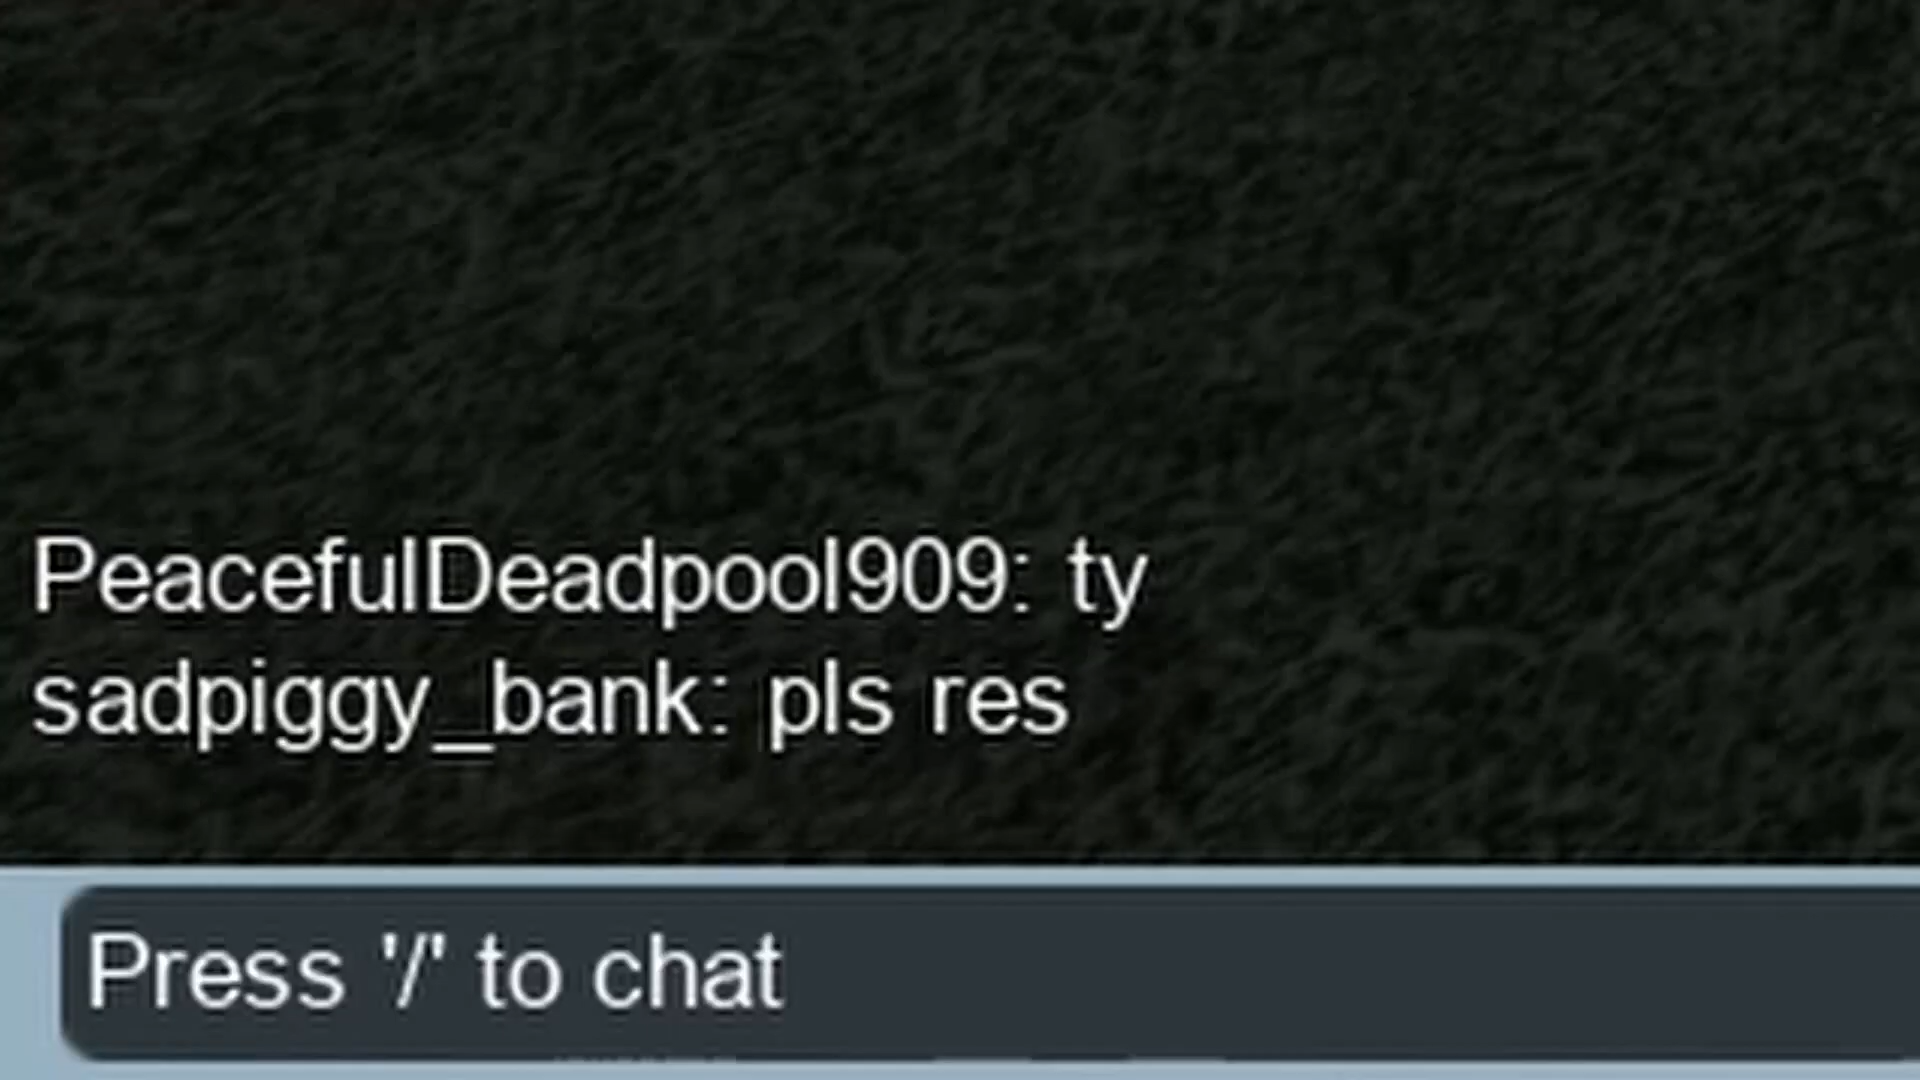 PeacefulDeadpool909: ty
sadpiggy_bank: pls res
Press '/' to chat